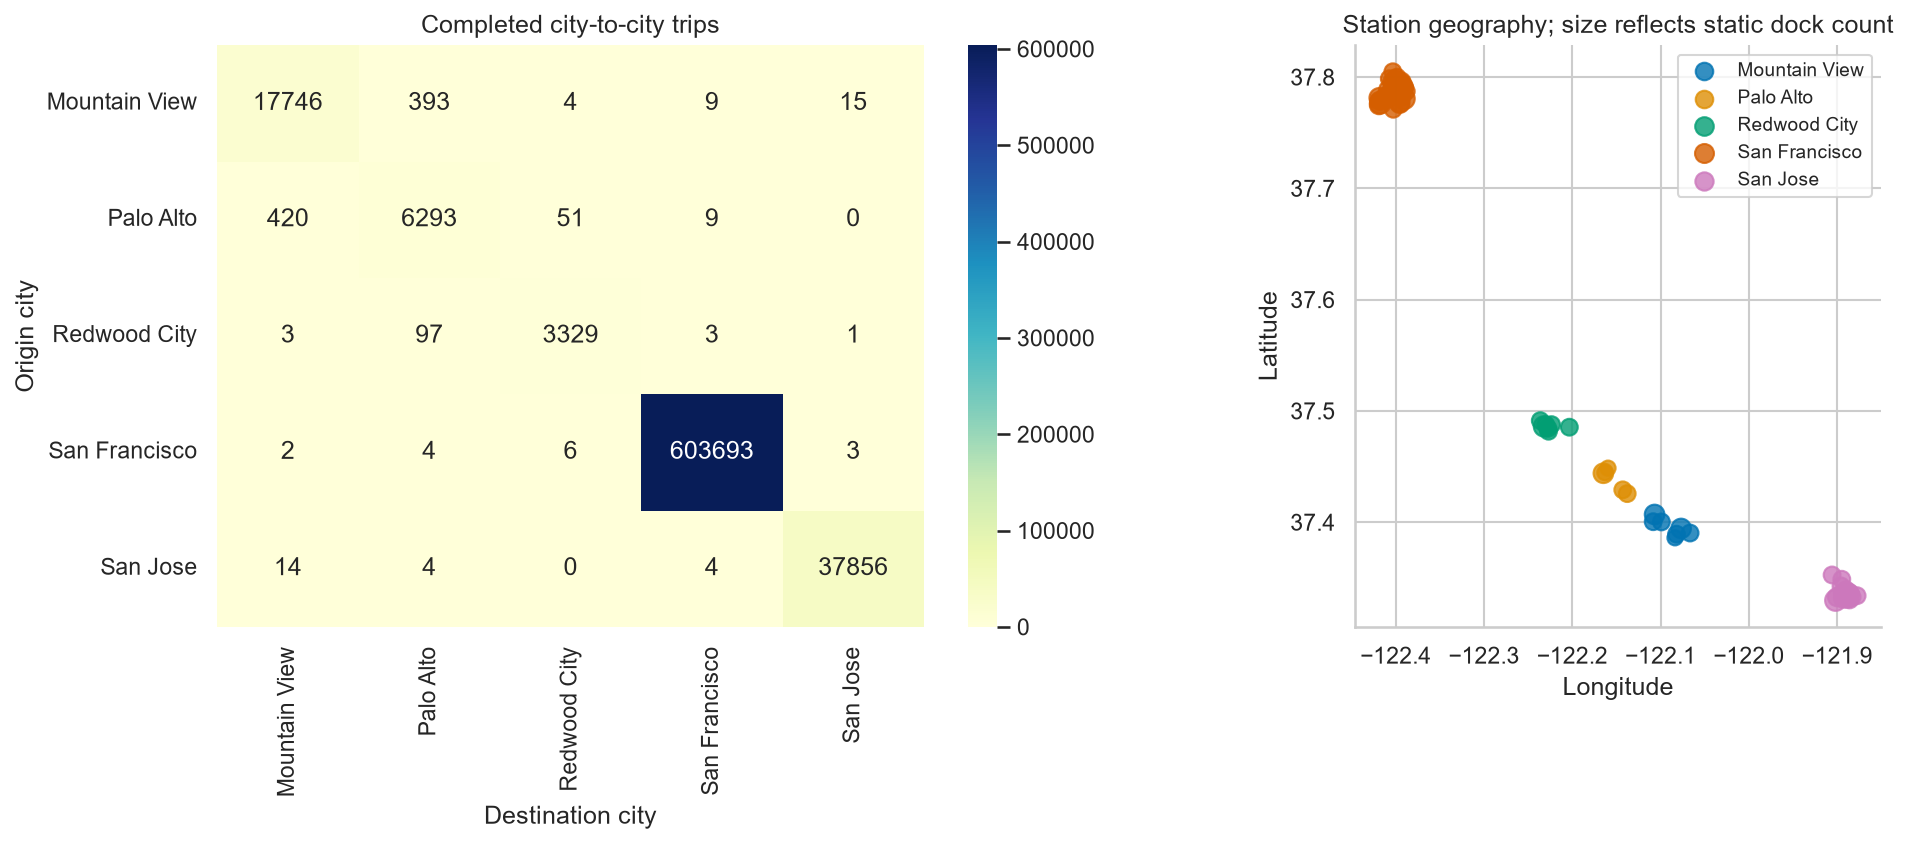 Completed city-to-city trips
Origin city
Mountain View 17746 393 4 9 15
Palo Alto 420 6293 51 9 0
Redwood City 3 97 3329 3 1
San Francisco 2 4 6 603693 3
San Jose 14 4 0 4 37856
Mountain View Palo Alto Redwood City San Francisco San Jose
Destination city
600000
500000
400000
300000
200000
100000
0
Station geography; size reflects static dock count
Mountain View
Palo Alto
Redwood City
San Francisco
San Jose
Latitude
37.8
37.7
37.6
37.5
37.4
−122.4 −122.3 −122.2 −122.1 −122.0 −121.9
Longitude